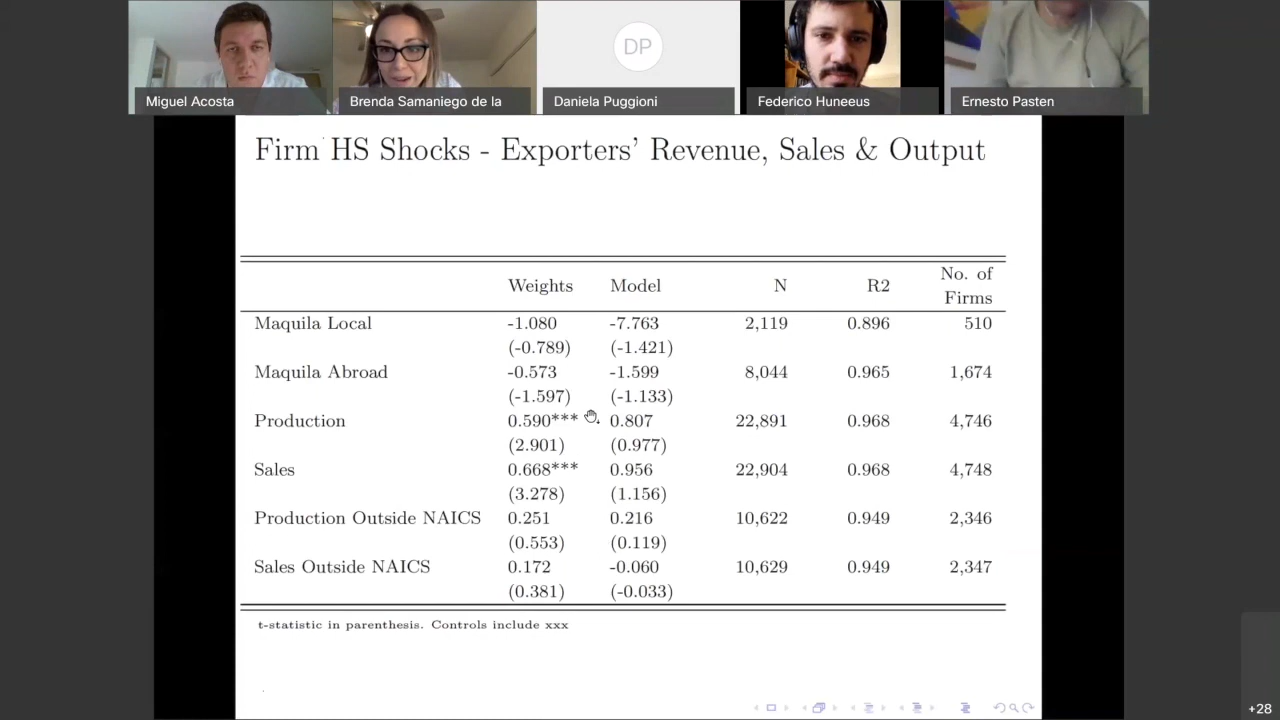 Miguel Acosta
Brenda Samaniego de la
DP
Daniela Puggioni
Federico Huneeus
Ernesto Pasten
Firm HS Shocks - Exporters' Revenue, Sales & Output
Weights Model N R2 No. of Firms
Maquila Local -1.080 -7.763 2,119 0.896 510
(-0.789) (-1.421)
Maquila Abroad -0.573 -1.599 8,044 0.965 1,674
(-1.597) (-1.133)
Production 0.590*** 0.807 22,891 0.968 4,746
(2.901) (0.977)
Sales 0.668*** 0.956 22,904 0.968 4,748
(3.278) (1.156)
Production Outside NAICS 0.251 0.216 10,622 0.949 2,346
(0.553) (0.119)
Sales Outside NAICS 0.172 -0.060 10,629 0.949 2,347
(0.381) (-0.033)
t-statistic in parenthesis. Controls include xxx
+28